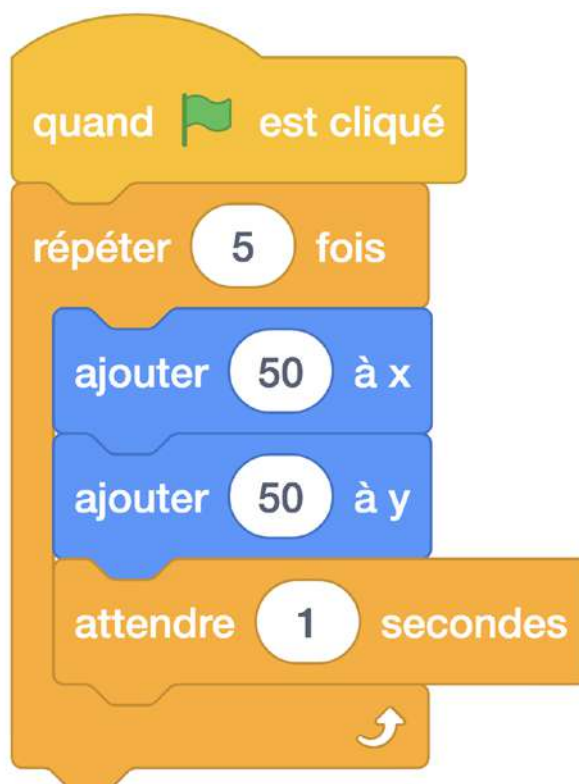 quand est cliqué
répéter 5 fois
ajouter 50 à x
ajouter 50 à y
attendre 1 secondes